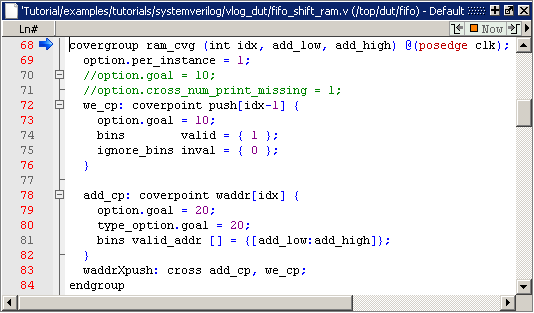 'Tutorial/examples/tutorials/systemverilog/vlog_dut/fifo_shift_ram.v (/top/dut/fifo) - Default
Ln# Now
68 covergroup ram_cvg (int idx, add_low, add_high) @(posedge clk);
69 option.per_instance = 1;
70 //option.goal = 10;
71 //option.cross_num_print_missing = 1;
72 we_cp: coverpoint push[idx-1] {
73 option.goal = 10;
74 bins valid = { 1 };
75 ignore_bins inval = { 0 };
76 }
77
78 add_cp: coverpoint waddr[idx] {
79 option.goal = 20;
80 type_option.goal = 20;
81 bins valid_addr [] = {[add_low:add_high]};
82 }
83 waddrXpush: cross add_cp, we_cp;
84 endgroup